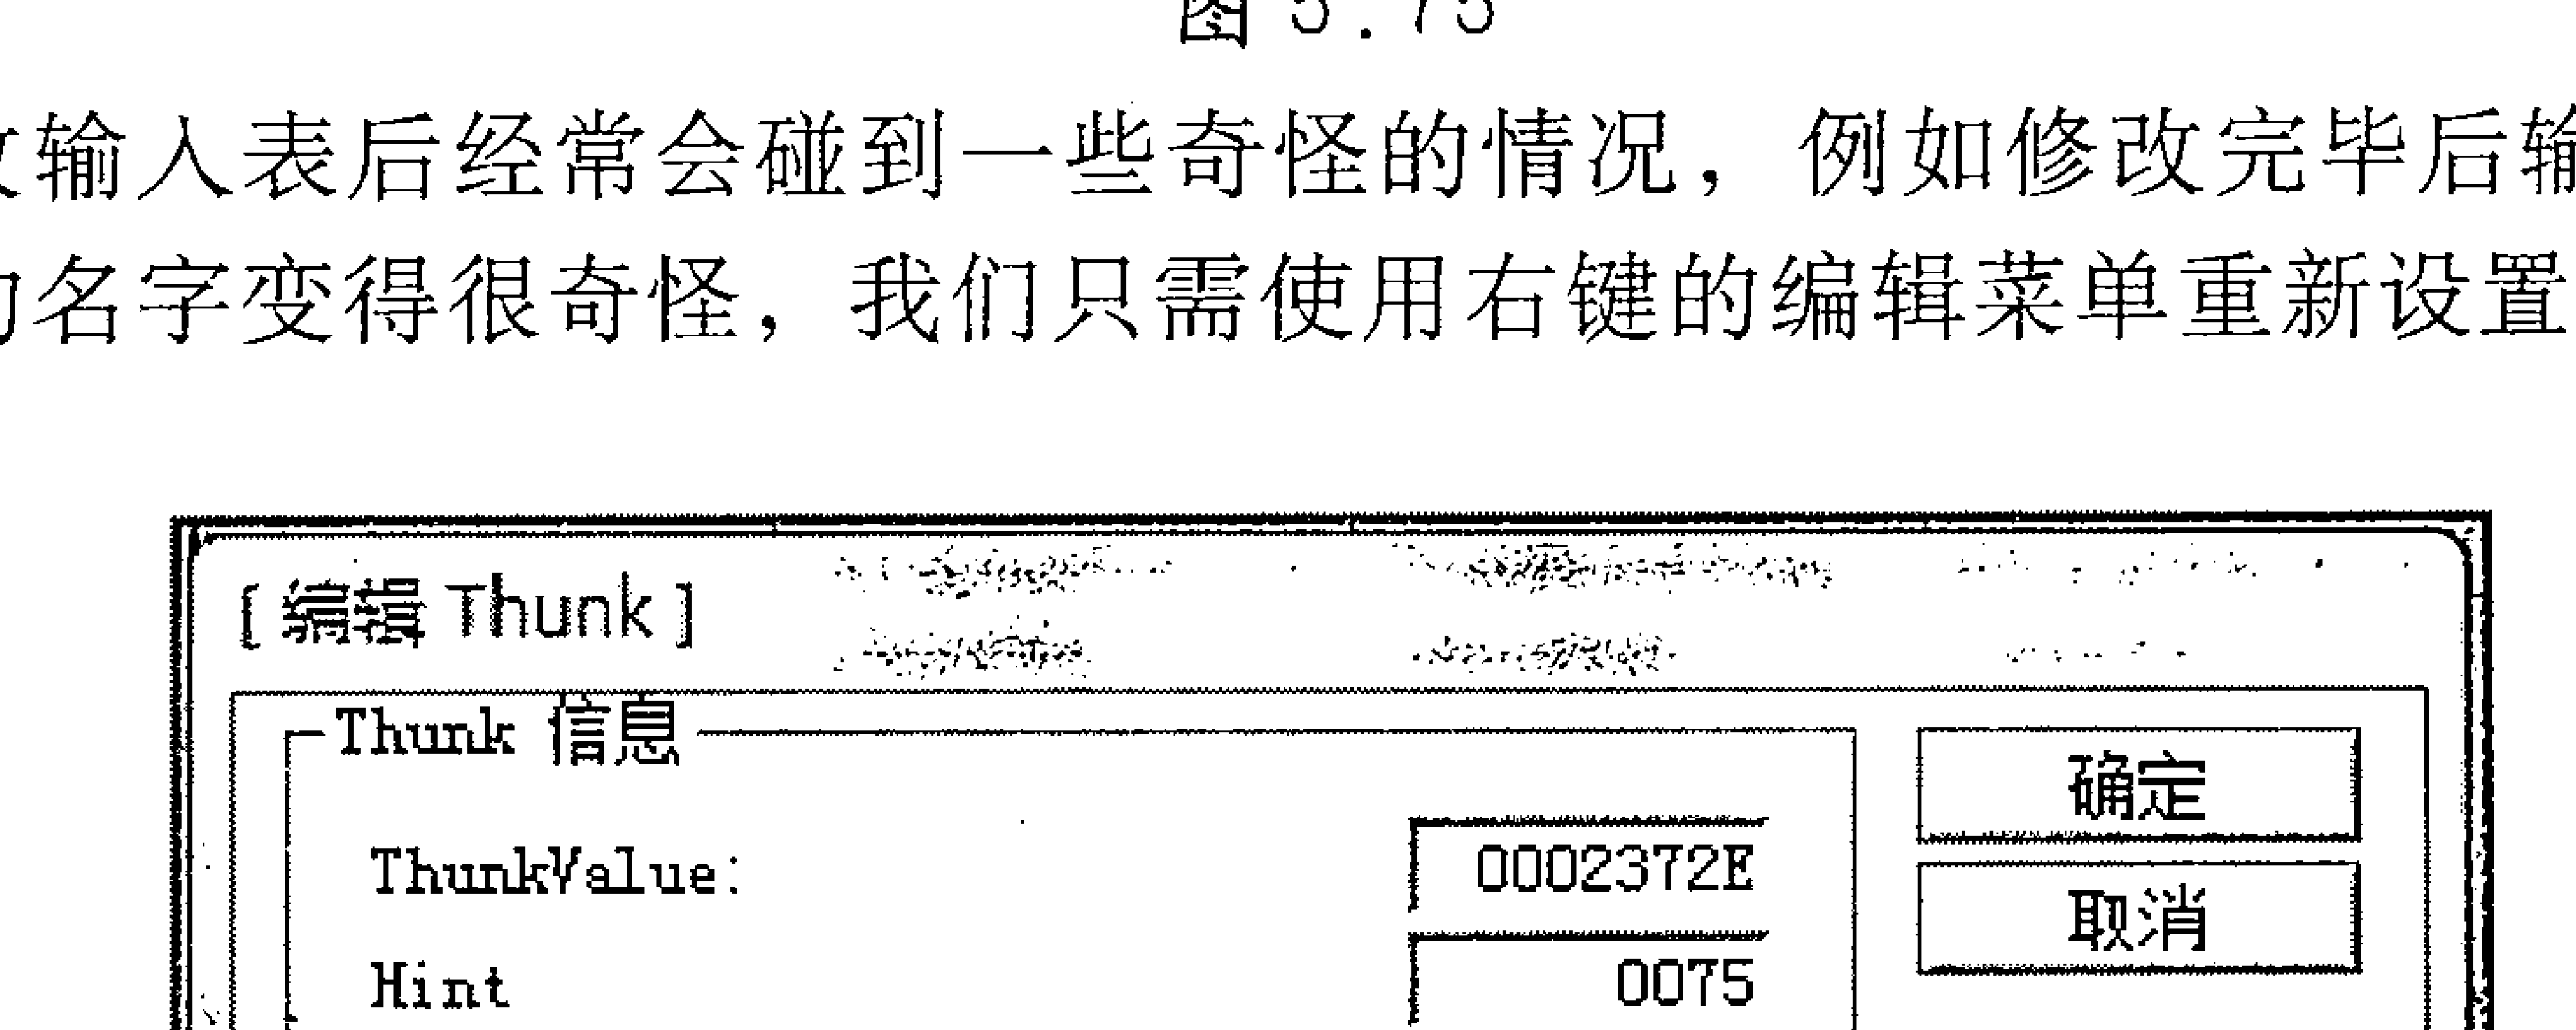 图 5.75
输入表后经常会碰到一些奇怪的情况，例如修改完毕后输
的名字变得很奇怪，我们只需使用右键的编辑菜单重新设置
[编辑 Thunk]
Thunk 信息
确定
ThunkValue: 0002372E
取消
Hint 0075